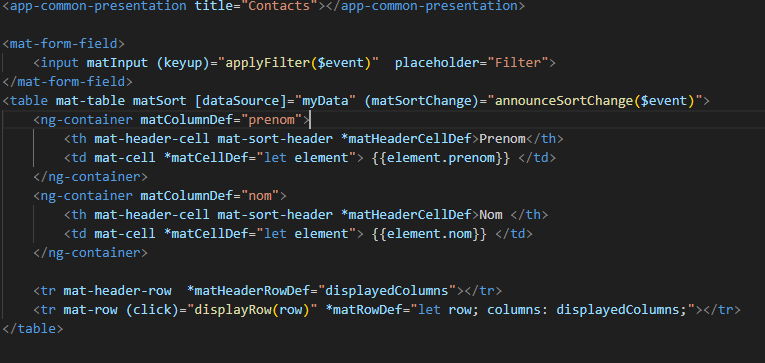 <app-common-presentation title="Contacts"></app-common-presentation>
<mat-form-field>
<input matInput (keyup)="applyFilter($event)"  placeholder="Filter">
</mat-form-field>
<table mat-table matSort [dataSource]="myData" (matSortChange)="announceSortChange($event)">
<ng-container matColumnDef="prenom">
<th mat-header-cell mat-sort-header *matHeaderCellDef>Prenom</th>
<td mat-cell *matCellDef="let element"> {{element.prenom}} </td>
</ng-container>
<ng-container matColumnDef="nom">
<th mat-header-cell mat-sort-header *matHeaderCellDef>Nom </th>
<td mat-cell *matCellDef="let element"> {{element.nom}} </td>
</ng-container>
<tr mat-header-row  *matHeaderRowDef="displayedColumns"></tr>
<tr mat-row (click)="displayRow(row)" *matRowDef="let row; columns: displayedColumns;"></tr>
</table>